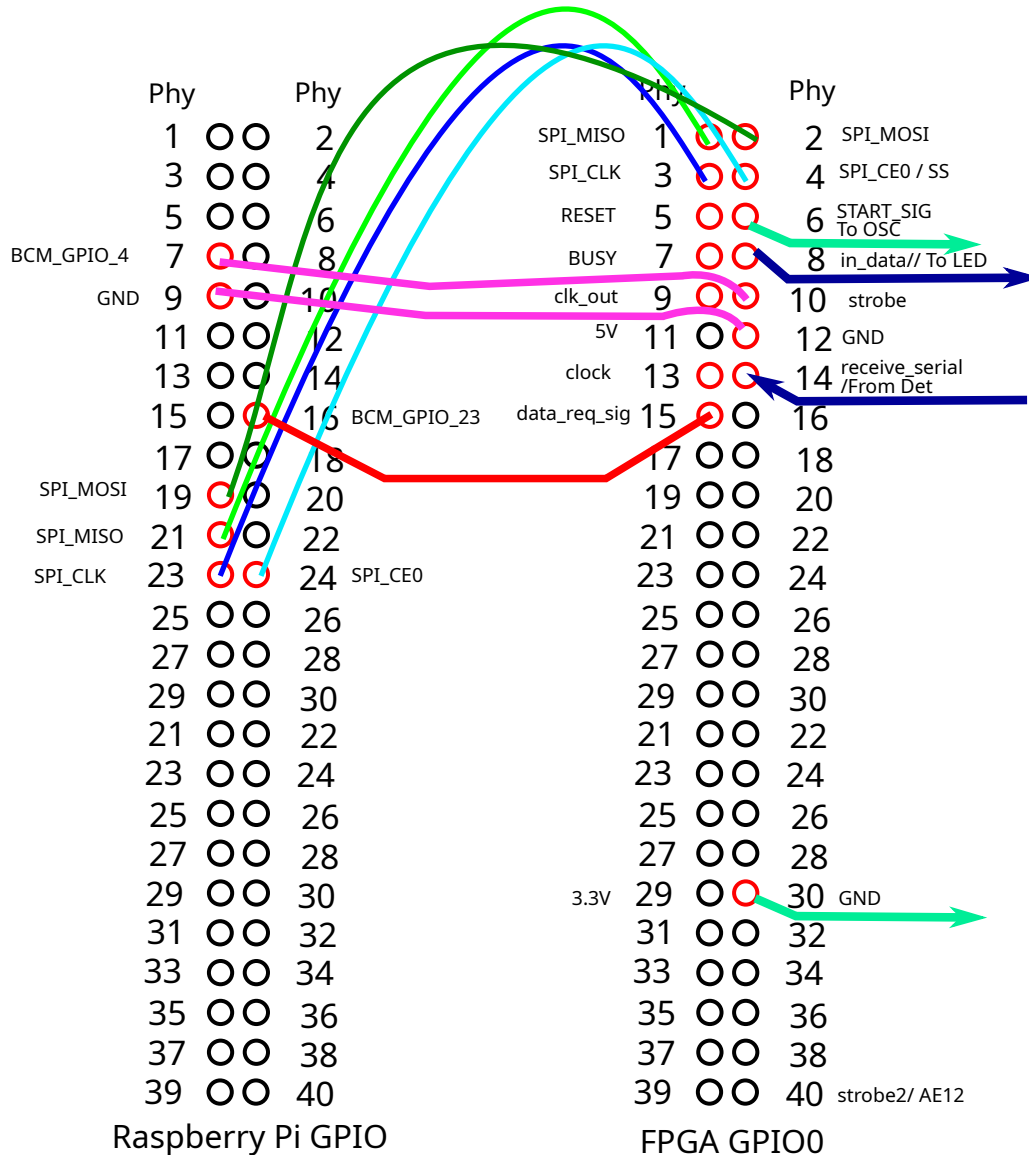 Phy Phy Phy Phy
1 2 SPI_MISO 1 2 SPI_MOSI
3 4 SPI_CLK 3 4 SPI_CE0 / SS
5 6 RESET 5 6 START_SIG
To OSC
BCM_GPIO_4 7 8 BUSY 7 8 in_data// To LED
GND 9 10 clk_out 9 10 strobe
11 12 5V 11 12 GND
13 14 clock 13 14 receive_serial
/From Det
15 16 BCM_GPIO_23 data_req_sig 15 16
17 18 17 18
SPI_MOSI 19 20 19 20
SPI_MISO 21 22 21 22
SPI_CLK 23 24 SPI_CE0 23 24
25 26 25 26
27 28 27 28
29 30 29 30
21 22 21 22
23 24 23 24
25 26 25 26
27 28 27 28
29 30 3.3V 29 30 GND
31 32 31 32
33 34 33 34
35 36 35 36
37 38 37 38
39 40 39 40 strobe2/ AE12
Raspberry Pi GPIO FPGA GPIO0